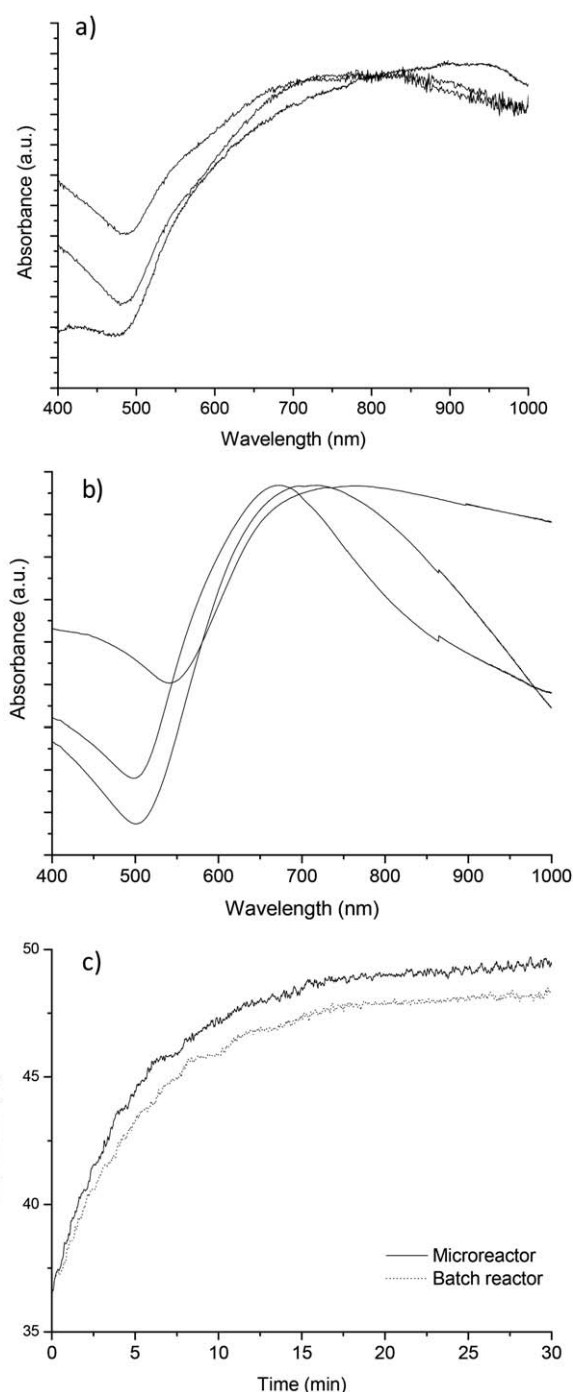 a)
Absorbance (a.u.)
400 500 600 700 800 900 1000
Wavelength (nm)
b)
Absorbance (a.u.)
400 500 600 700 800 900 1000
Wavelength (nm)
c)
50
45
40
35
Microreactor
Batch reactor
0 5 10 15 20 25 30
Time (min)